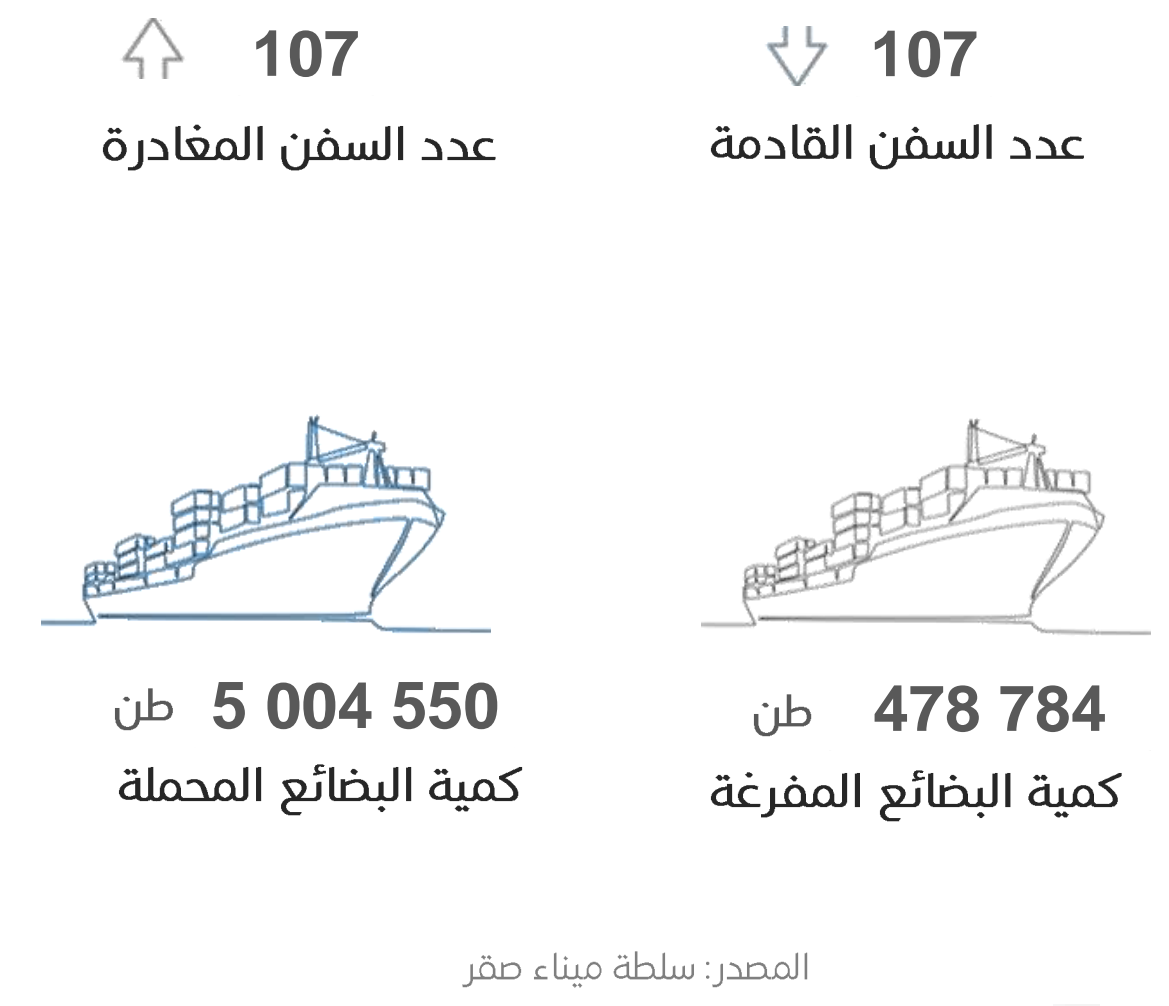 107
عدد السفن القادمة
107
عدد السفن المغادرة
478 784 طن
كمية البضائع المفرغة
5 004 550 طن
كمية البضائع المحملة
المصدر: سلطة ميناء صقر